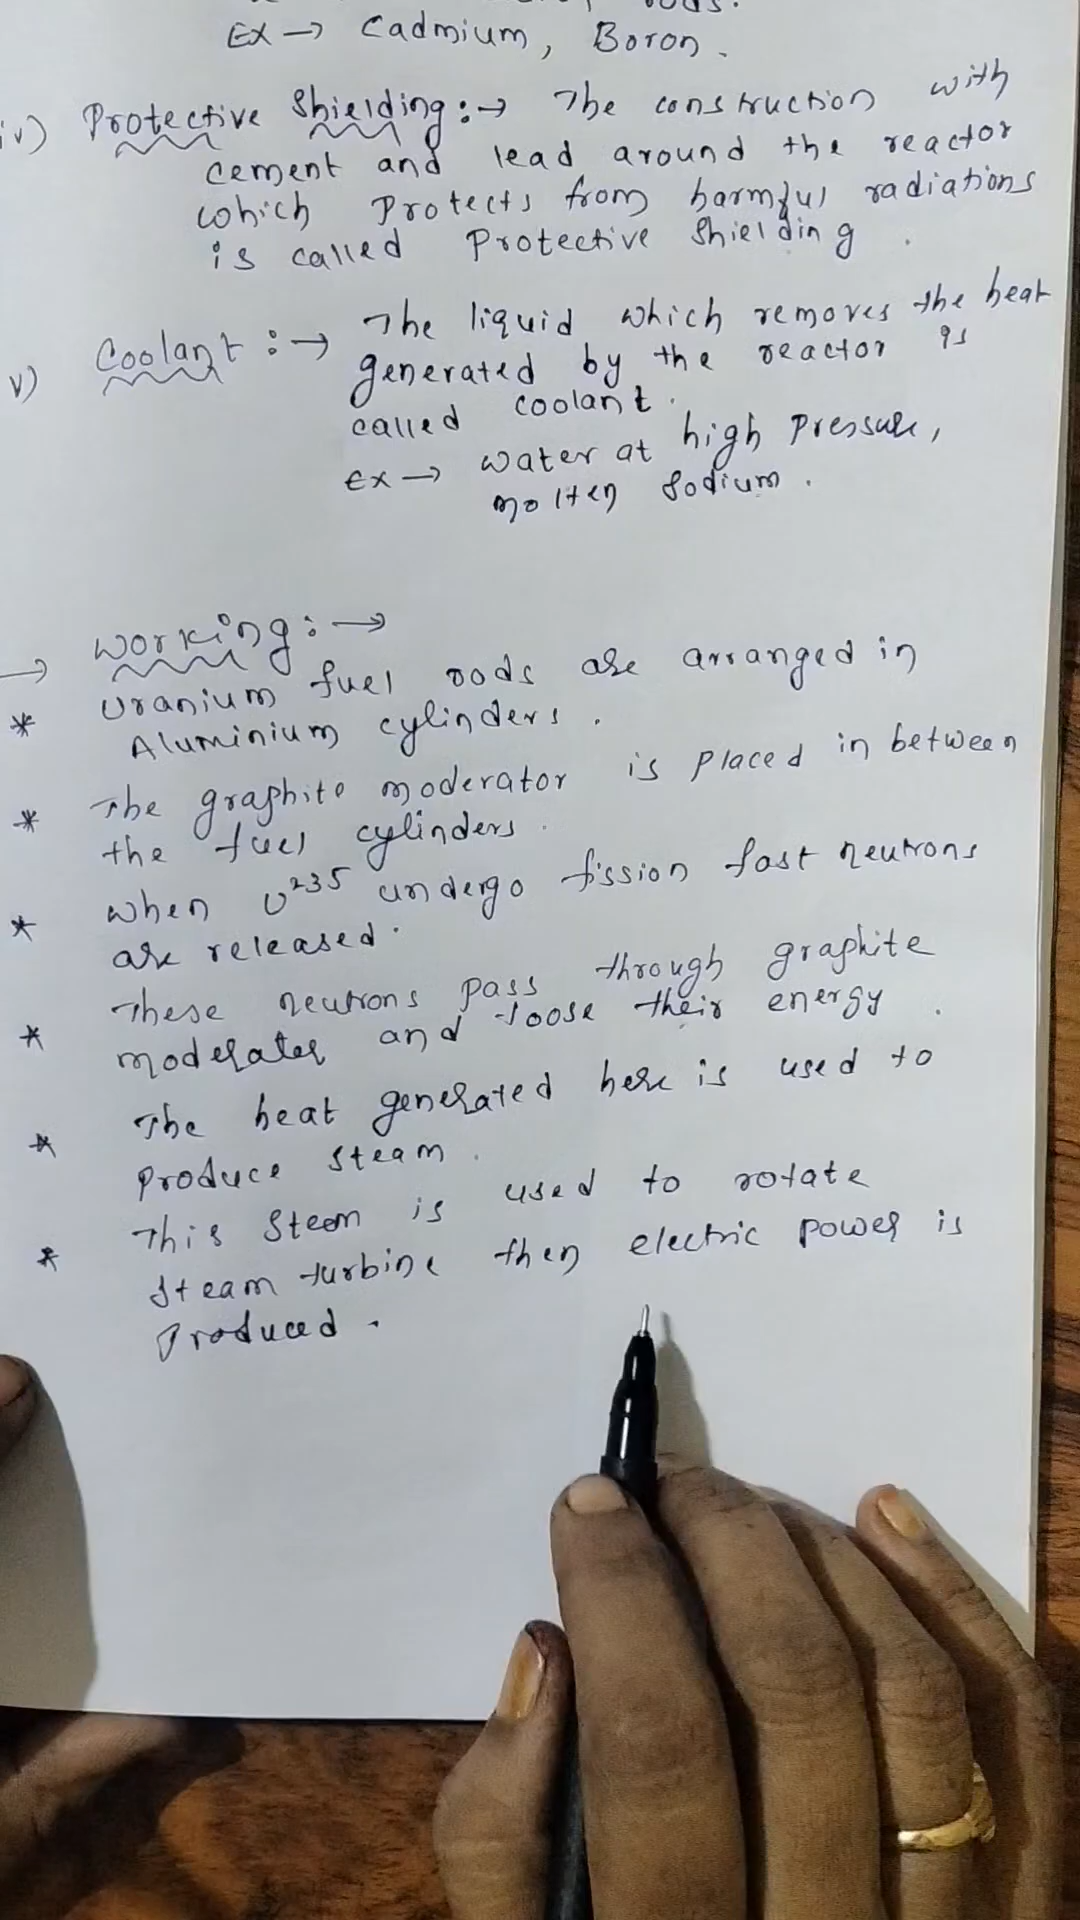 rods.
Ex → Cadmium, Boron.
iv) Protective Shielding :→ The construction with
cement and lead around the reactor
which Protects from harmful radiations
is called Protective Shielding.
v) Coolant :→ The liquid which removes the heat
generated by the reactor is
called coolant.
Ex → water at high Pressure,
molten Sodium.
→ Working :→
* Uranium fuel rods are arranged in
Aluminium cylinders.
* The graphite moderator is placed in between
the fuel cylinders.
* When U235 undergo fission fast neutrons
are released.
* These neutrons pass through graphite
moderater and loose their energy.
* The heat generated here is used to
Produce steam.
* This Steem is used to rotate
steam turbine then electric power is
Produced.